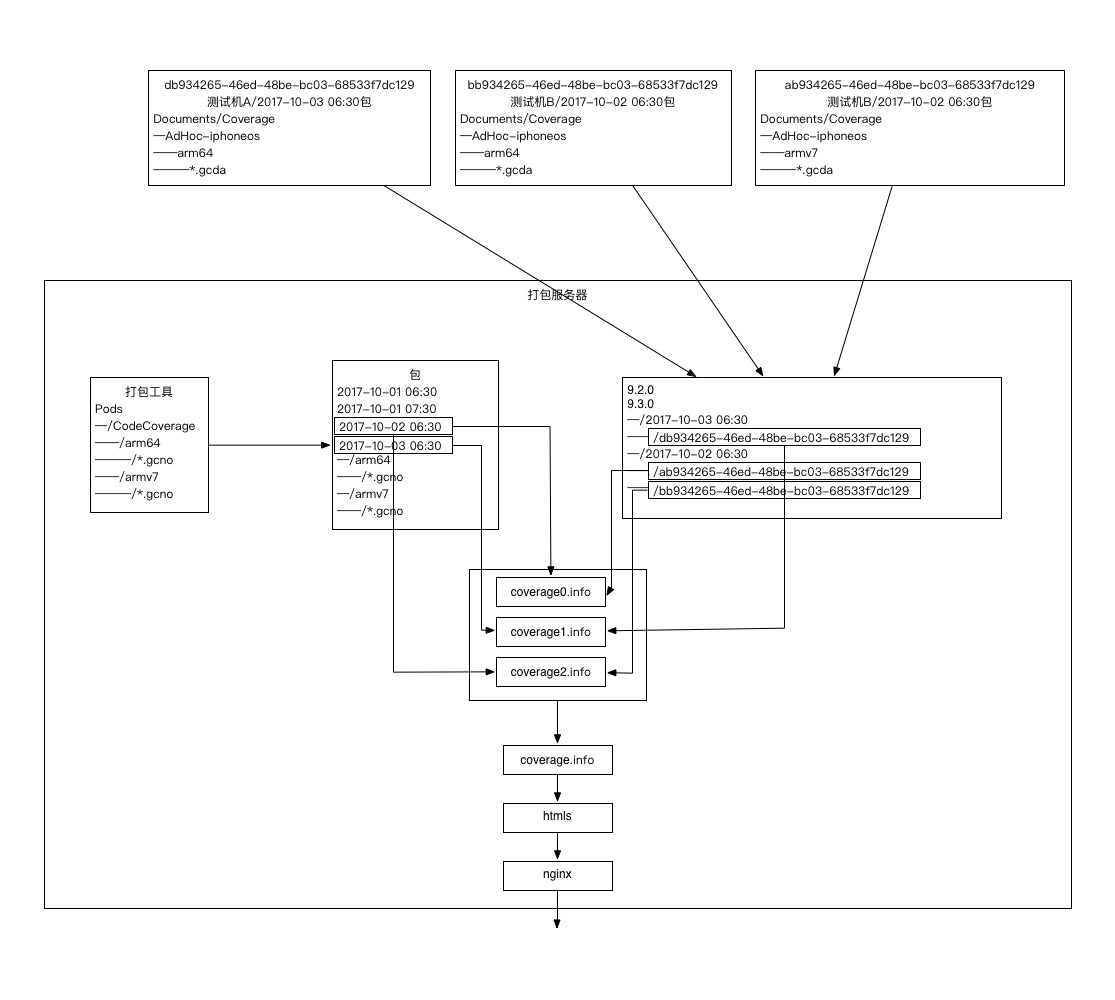 db934265-46ed-48be-bc03-68533f7dc129
测试机A/2017-10-03 06:30包
Documents/Coverage
—AdHoc-iphoneos
——arm64
———*.gcda
bb934265-46ed-48be-bc03-68533f7dc129
测试机B/2017-10-02 06:30包
Documents/Coverage
—AdHoc-iphoneos
——arm64
———*.gcda
ab934265-46ed-48be-bc03-68533f7dc129
测试机B/2017-10-02 06:30包
Documents/Coverage
—AdHoc-iphoneos
——armv7
———*.gcda
打包服务器
打包工具
Pods
—/CodeCoverage
——/arm64
———/*.gcno
——/armv7
———/*.gcno
包
2017-10-01 06:30
2017-10-01 07:30
2017-10-02 06:30
2017-10-03 06:30
—/arm64
——/*.gcno
—/armv7
——/*.gcno
9.2.0
9.3.0
—/2017-10-03 06:30
——/db934265-46ed-48be-bc03-68533f7dc129
—/2017-10-02 06:30
——/ab934265-46ed-48be-bc03-68533f7dc129
——/bb934265-46ed-48be-bc03-68533f7dc129
coverage0.info
coverage1.info
coverage2.info
coverage.info
htmls
nginx